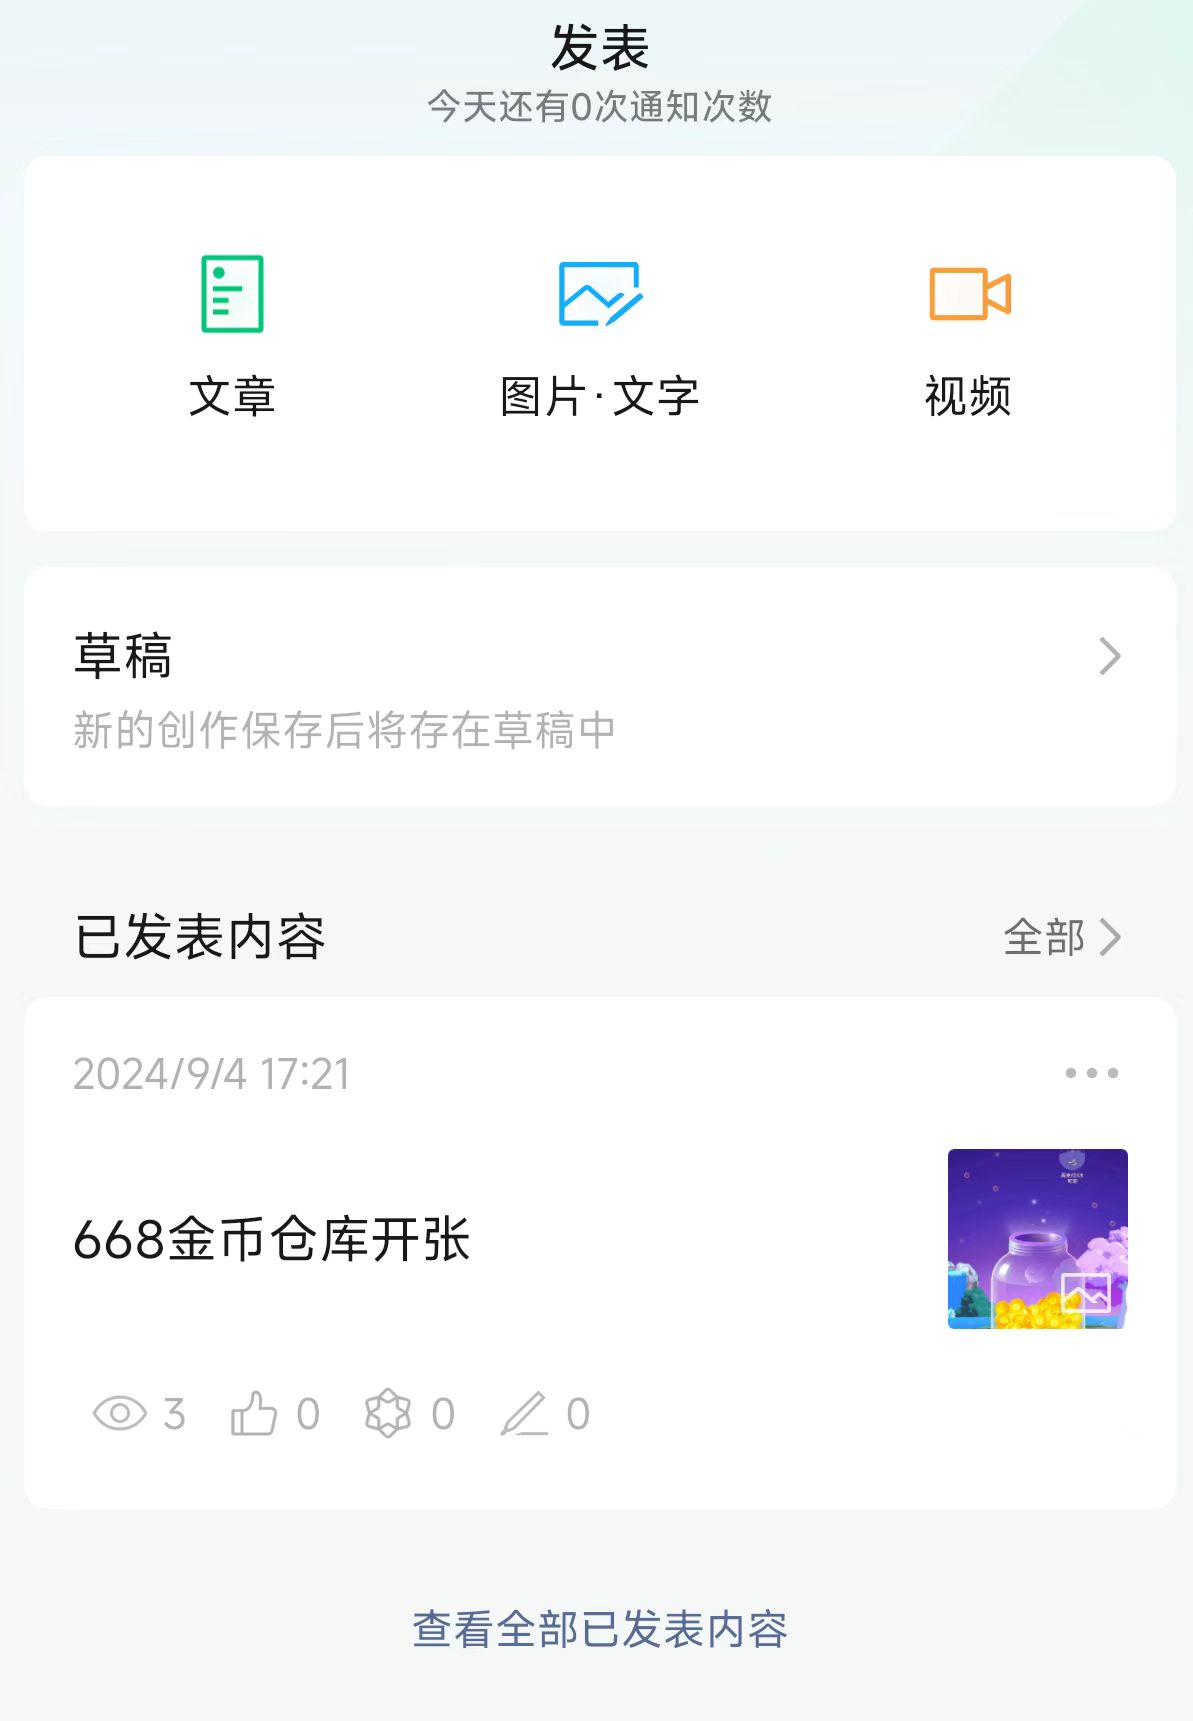 发表
今天还有0次通知次数
文章
图片·文字
视频
草稿
新的创作保存后将存在草稿中
已发表内容
全部
2024/9/4 17:21
668金币仓库开张
3
0
0
0
查看全部已发表内容